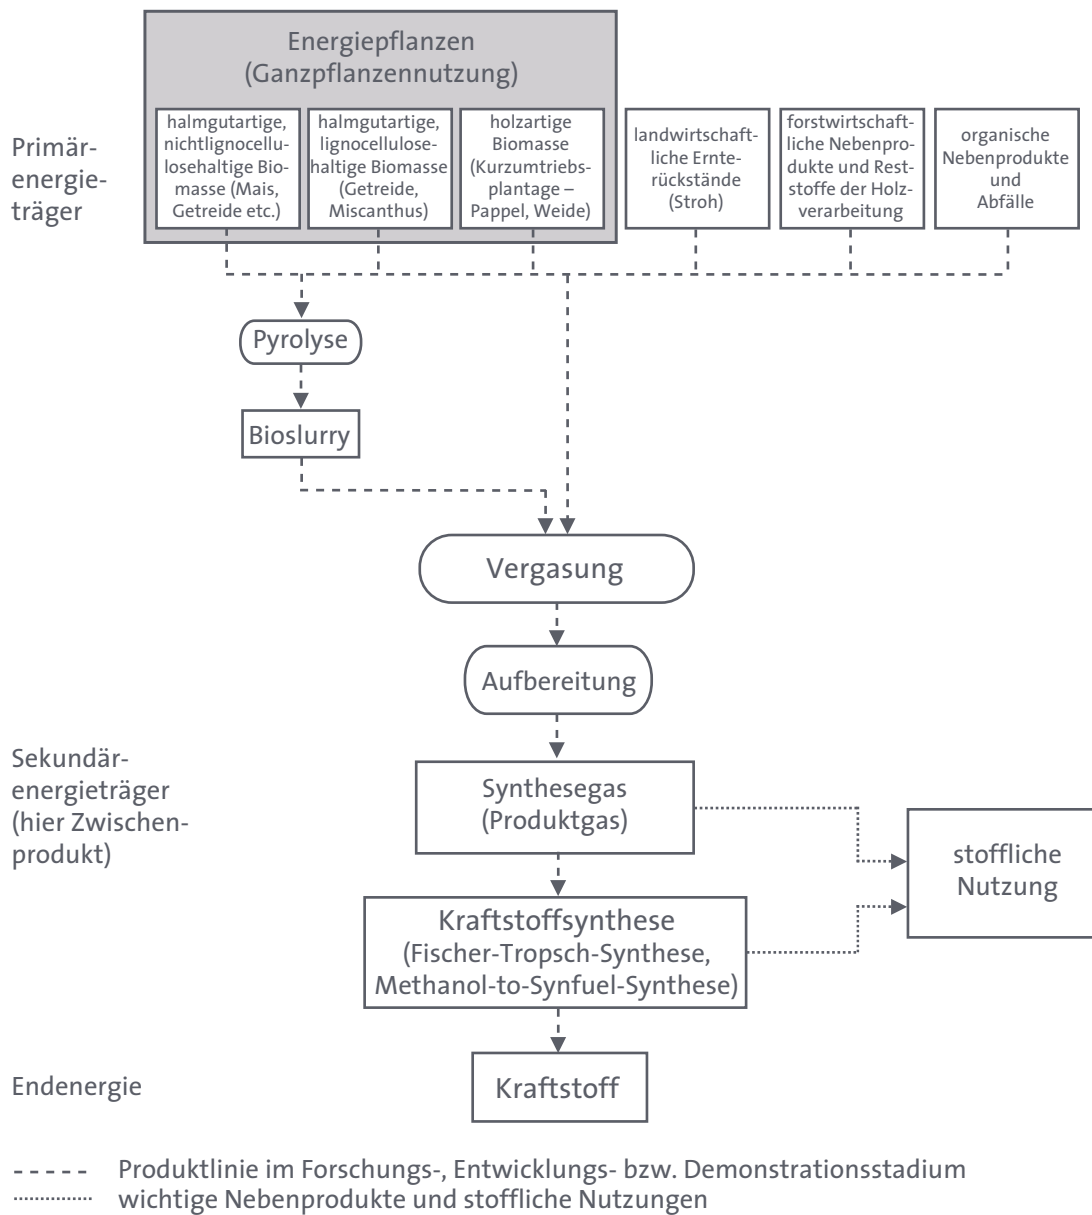 Energiepflanzen
(Ganzpflanzennutzung)
Primär-
energie-
träger
halmgutartige,
nichtlignocellu-
losehaltige Bio-
masse (Mais,
Getreide etc.)
halmgutartige,
lignocellulose-
haltige Biomasse
(Getreide,
Miscanthus)
holzartige
Biomasse
(Kurzumtriebs-
plantage –
Pappel, Weide)
landwirtschaft-
liche Ernte-
rückstände
(Stroh)
forstwirtschaft-
liche Nebenpro-
dukte und Rest-
stoffe der Holz-
verarbeitung
organische
Nebenprodukte
und
Abfälle
Pyrolyse
Bioslurry
Vergasung
Aufbereitung
Sekundär-
energieträger
(hier Zwischen-
produkt)
Synthesegas
(Produktgas)
stoffliche
Nutzung
Kraftstoffsynthese
(Fischer-Tropsch-Synthese,
Methanol-to-Synfuel-Synthese)
Endenergie
Kraftstoff
Produktlinie im Forschungs-, Entwicklungs- bzw. Demonstrationsstadium
wichtige Nebenprodukte und stoffliche Nutzungen